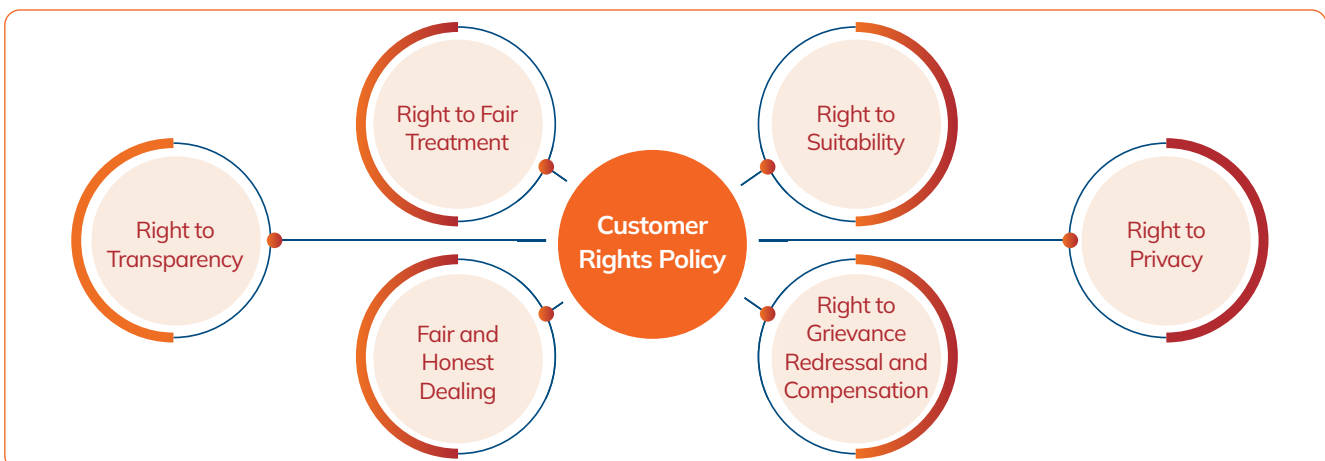 Right to Fair
Treatment
Right to
Suitability
Right to
Transparency
Customer
Rights Policy
Right to
Privacy
Fair and
Honest
Dealing
Right to
Grievance
Redressal and
Compensation